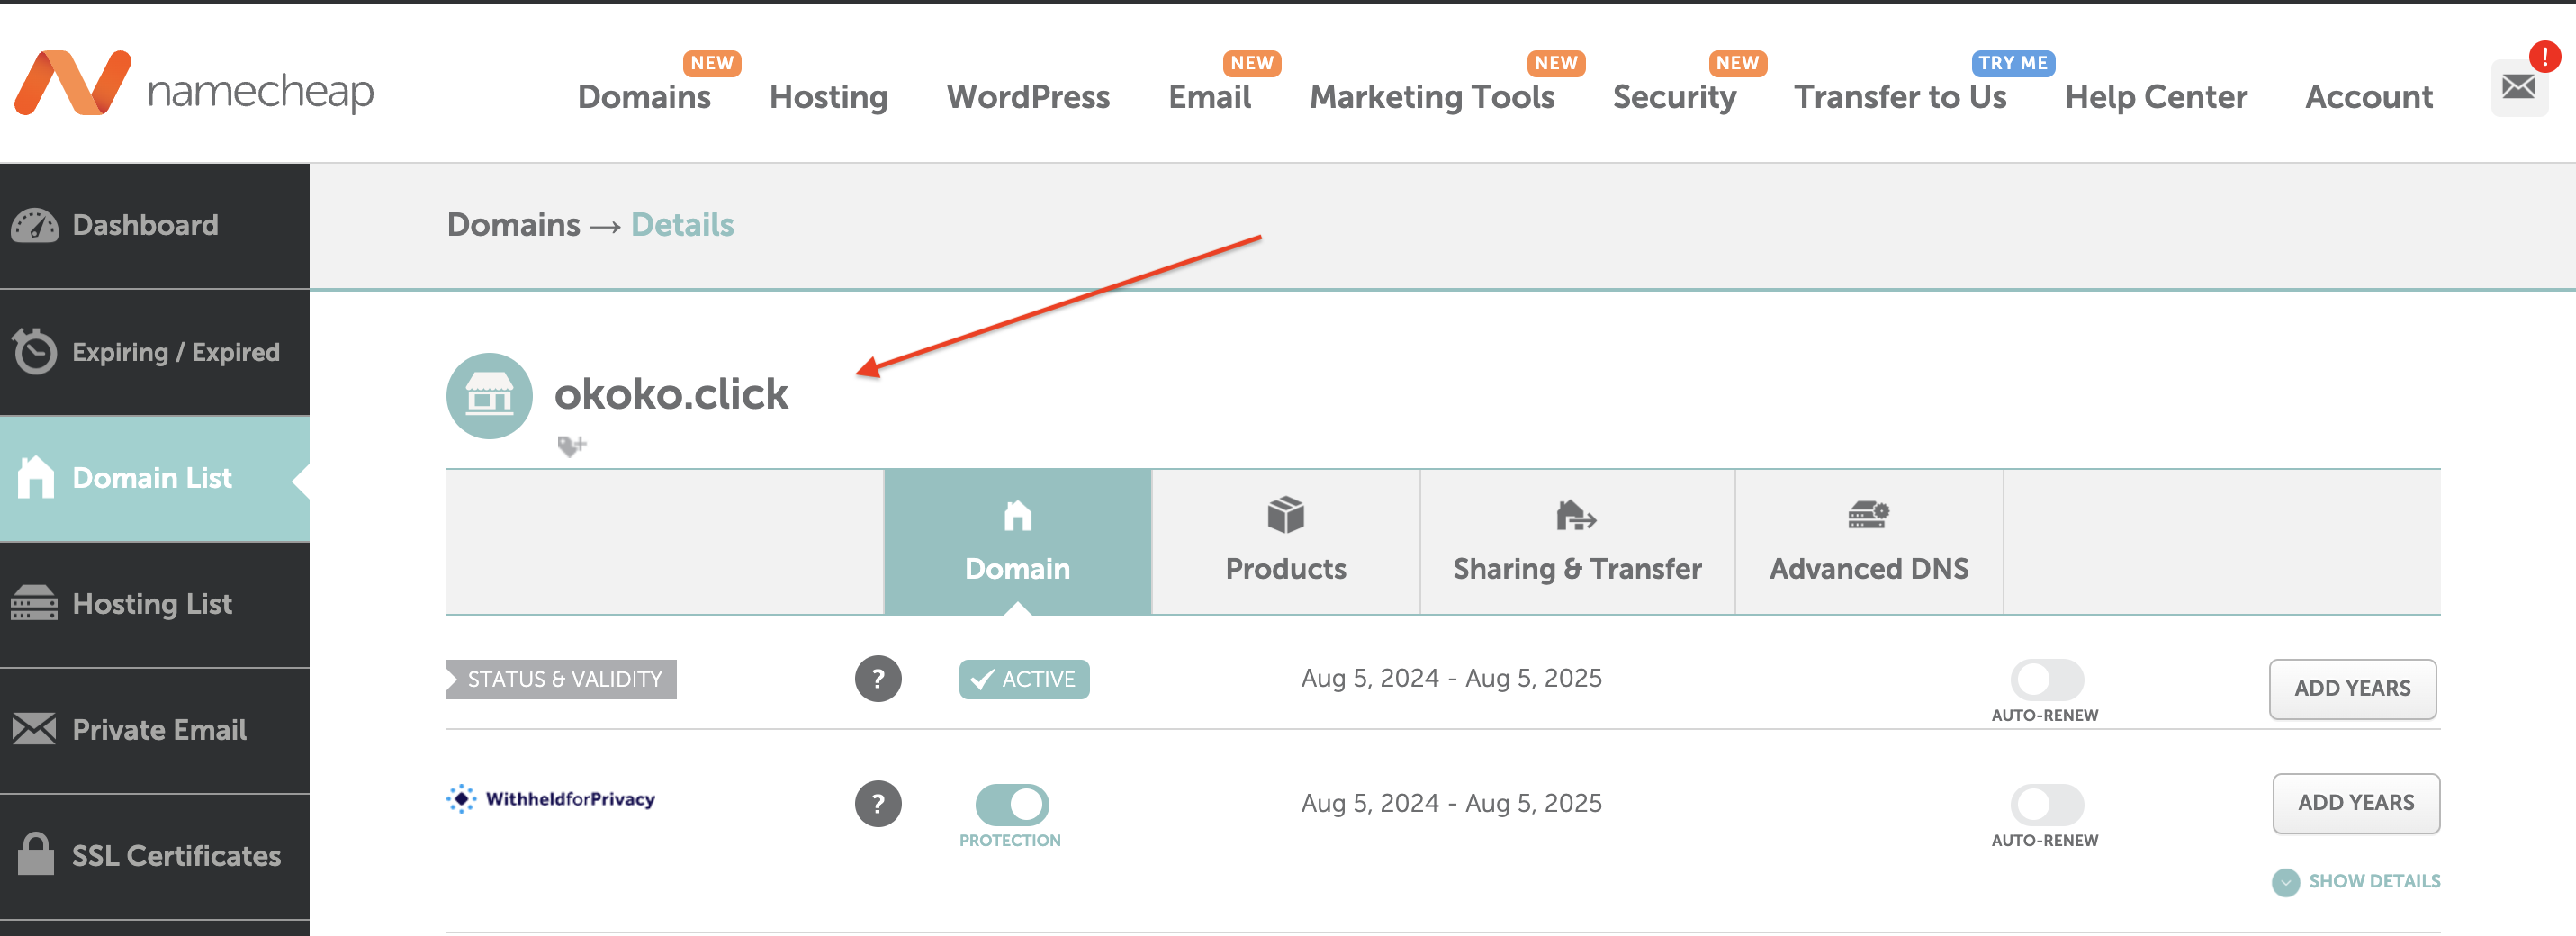 namecheap
NEW
Domains
Hosting
WordPress
NEW
Email
NEW
Marketing Tools
NEW
Security
TRY ME
Transfer to Us
Help Center
Account
!
Dashboard
Expiring / Expired
Domain List
Hosting List
Private Email
SSL Certificates
Domains → Details
okoko.click
Domain
Products
Sharing & Transfer
Advanced DNS
STATUS & VALIDITY
?
ACTIVE
Aug 5, 2024 - Aug 5, 2025
AUTO-RENEW
ADD YEARS
WithheldforPrivacy
?
PROTECTION
Aug 5, 2024 - Aug 5, 2025
AUTO-RENEW
ADD YEARS
SHOW DETAILS